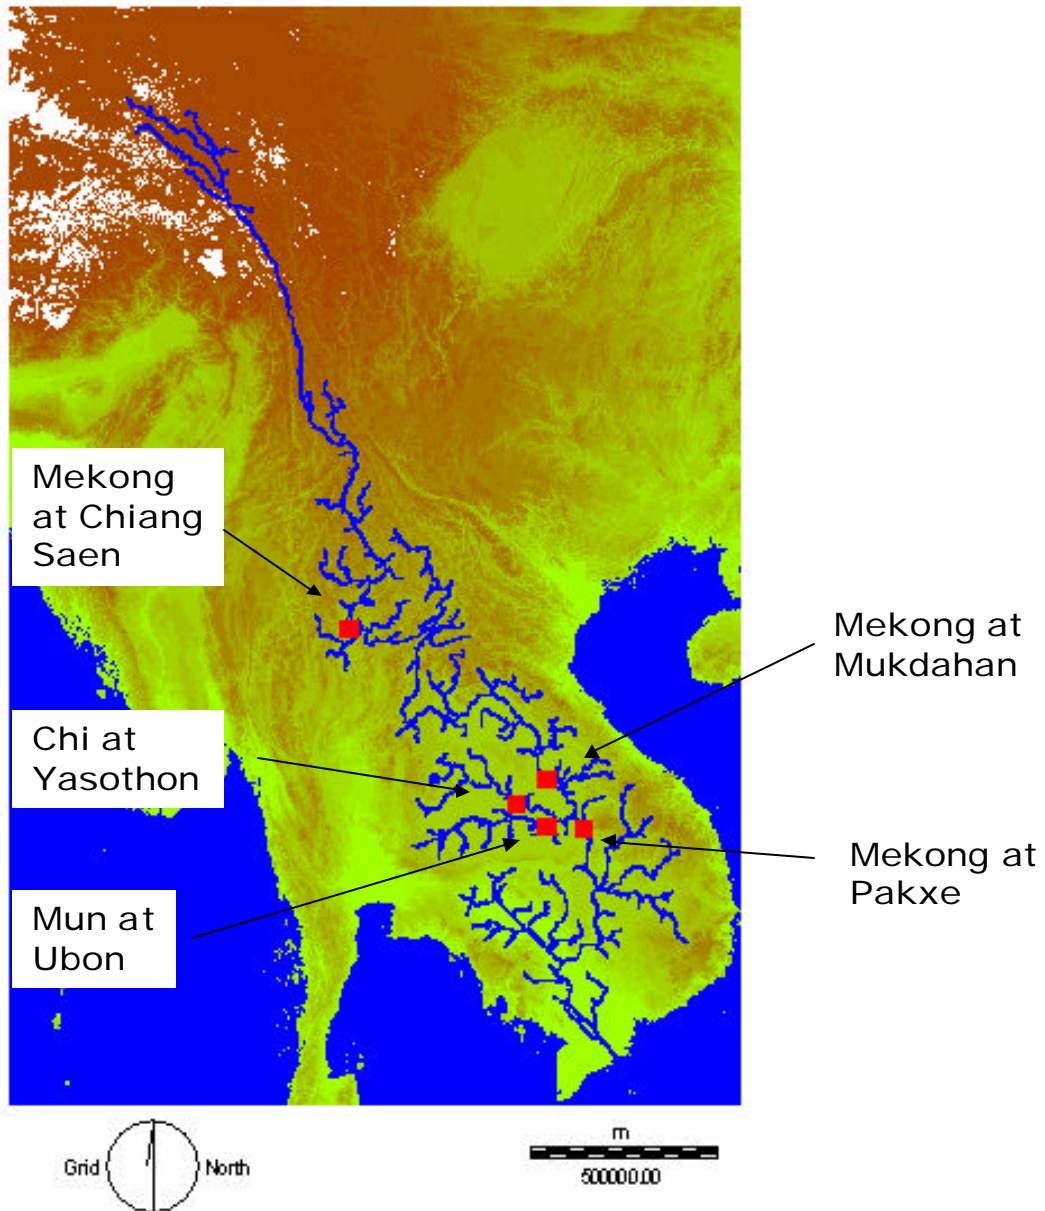 Mekong
at Chiang
Saen
Mekong at
Mukdahan
Chi at
Yasothon
Mekong at
Pakxe
Mun at
Ubon
Grid North
m
500000.00